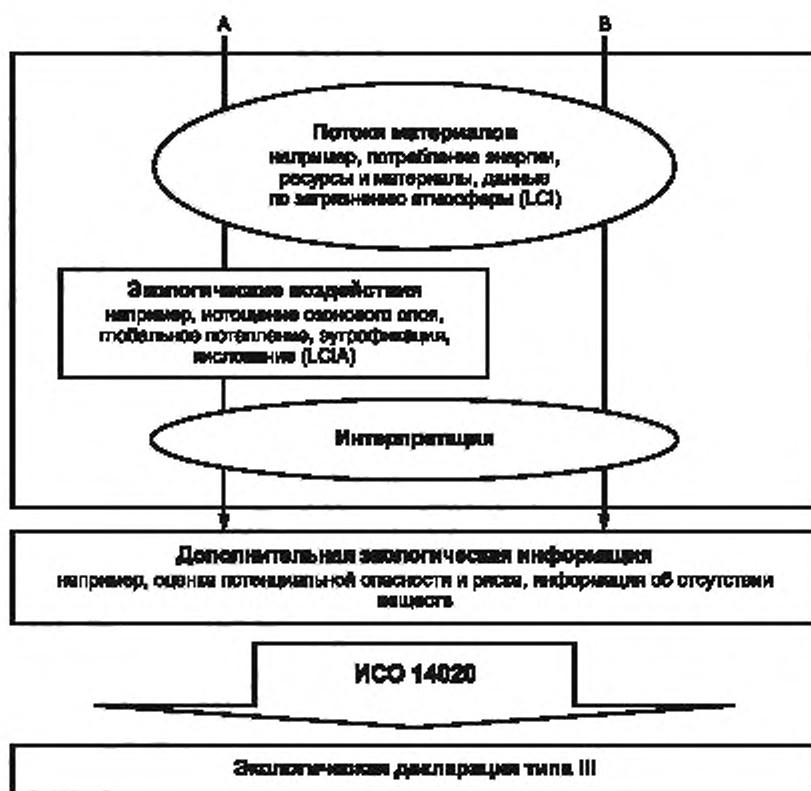 A
B
Потоки материалов
например, потребление энергии,
ресурсы и материалы, данные
по загрязнению атмосферы (LCI)
Экологические воздействия
например, истощение озонового слоя,
глобальное потепление, эутрофикация,
кислование (LCIA)
Интерпретация
Дополнительная экологическая информация
например, оценка потенциальной опасности и риска, информация об отсутствии
веществ
ИСО 14020
Экологическая декларация типа III